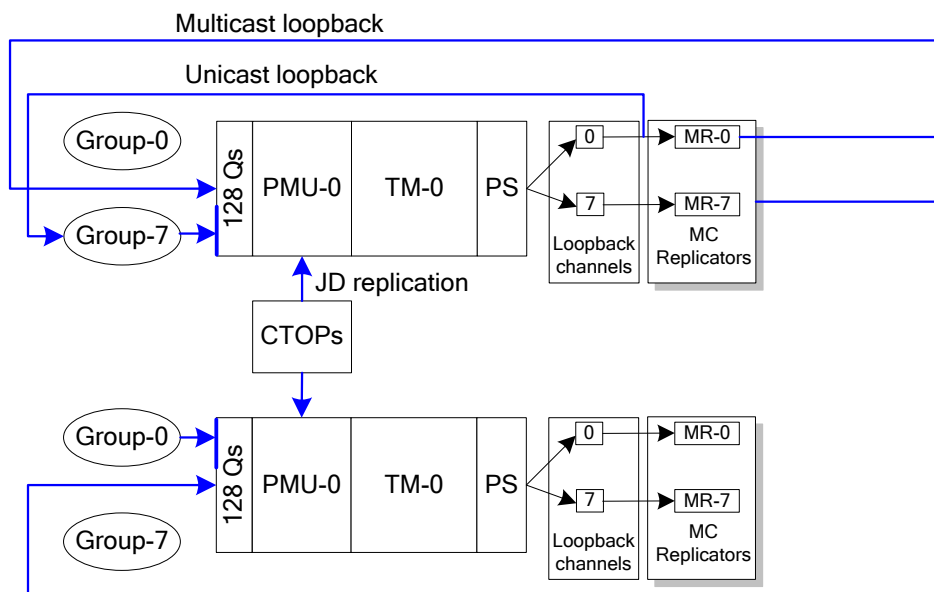 Multicast loopback
Unicast loopback
Group-0
Group-7
128 Qs
PMU-0
TM-0
PS
0
7
Loopback
channels
MR-0
MR-7
MC
Replicators
JD replication
CTOPs
Group-0
Group-7
128 Qs
PMU-0
TM-0
PS
0
7
Loopback
channels
MR-0
MR-7
MC
Replicators